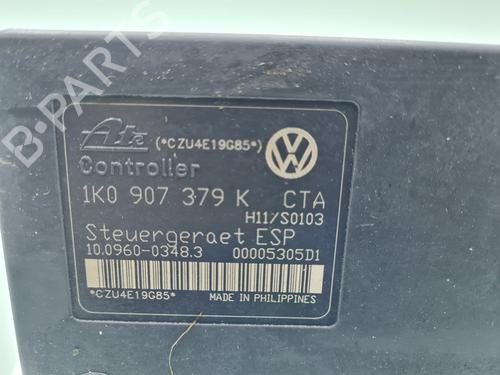 B-PARTS
Ate (*CZU4E19G85*)
Controller
1K0 907 379 K CTA
H11/S0103
Steuergeraet ESP
10.0960-0348.3 00005305D1
*CZU4E19G85* MADE IN PHILIPPINES